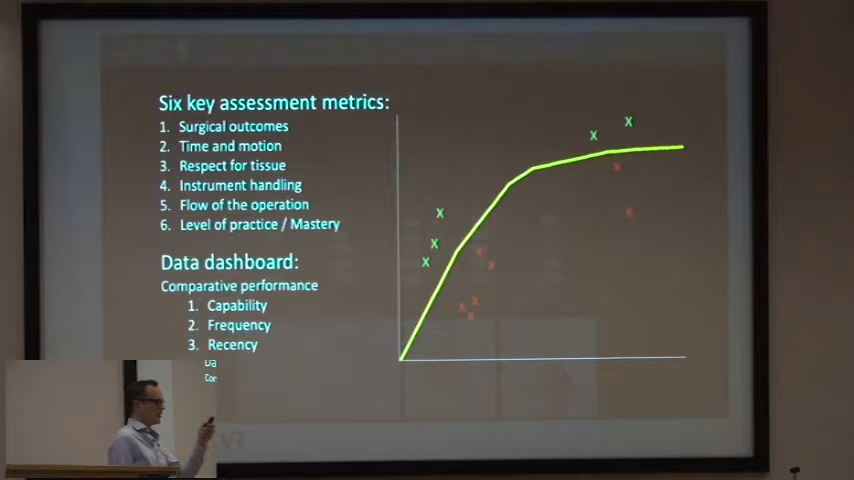 Six key assessment metrics:
1. Surgical outcomes
2. Time and motion
3. Respect for tissue
4. Instrument handling
5. Flow of the operation
6. Level of practice / Mastery
Data dashboard:
Comparative performance
1. Capability
2. Frequency
3. Recency
Da
Cor
x x x x x
x x x x x x x